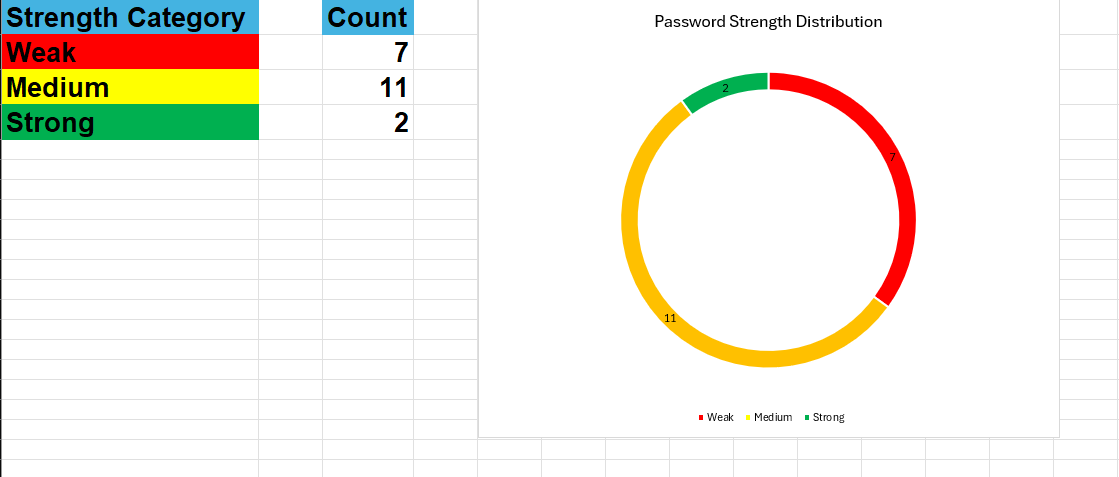 Strength Category Count
Weak 7
Medium 11
Strong 2
Password Strength Distribution
2
7
11
Weak Medium Strong